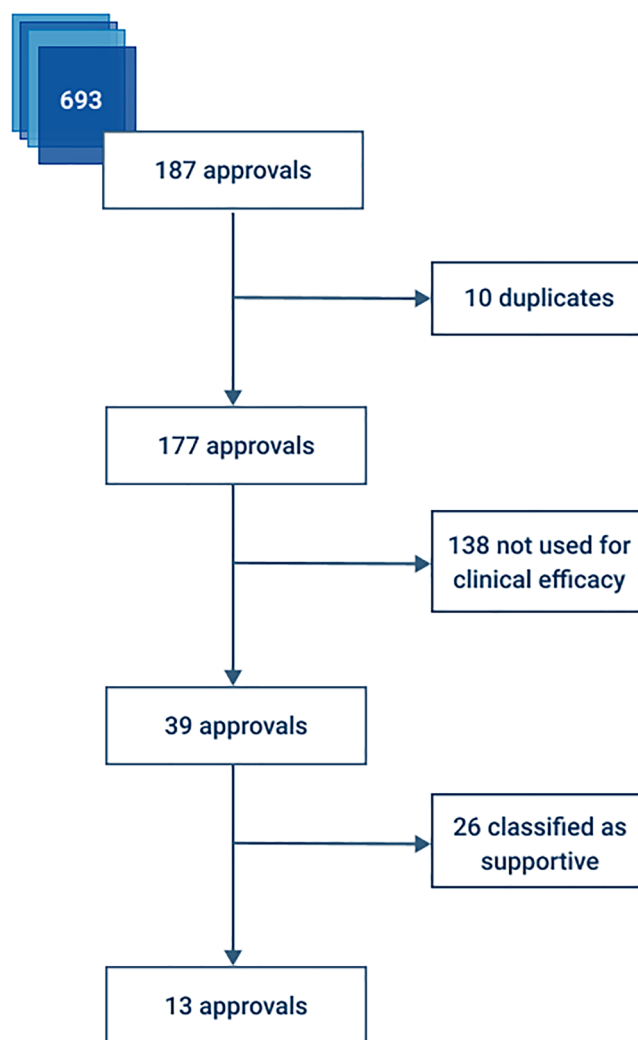 693
187 approvals
10 duplicates
177 approvals
138 not used for
clinical efficacy
39 approvals
26 classified as
supportive
13 approvals